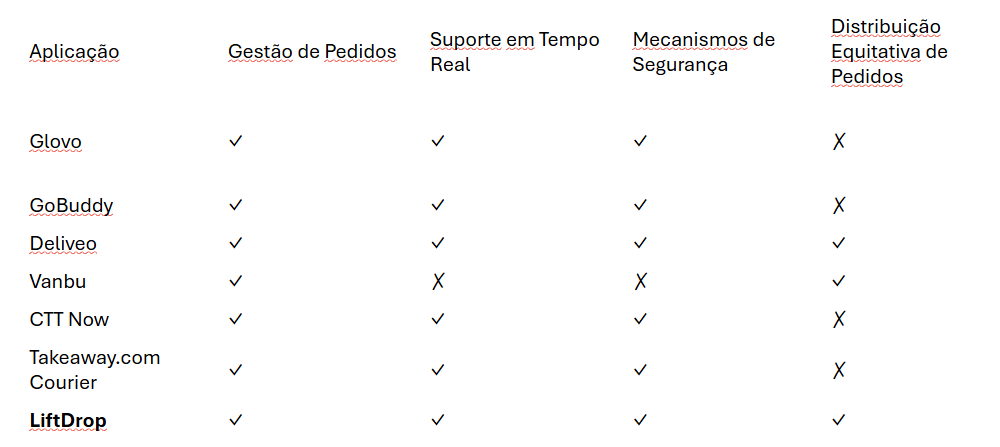 Aplicação Gestão de Pedidos Suporte em Tempo Real Mecanismos de Segurança Distribuição Equitativa de Pedidos
Glovo ✓ ✓ ✓ ✗
GoBuddy ✓ ✓ ✓ ✗
Deliveo ✓ ✓ ✓ ✓
Vanbu ✓ ✗ ✗ ✓
CTT Now ✓ ✓ ✓ ✗
Takeaway.com Courier ✓ ✓ ✓ ✗
LiftDrop ✓ ✓ ✓ ✓